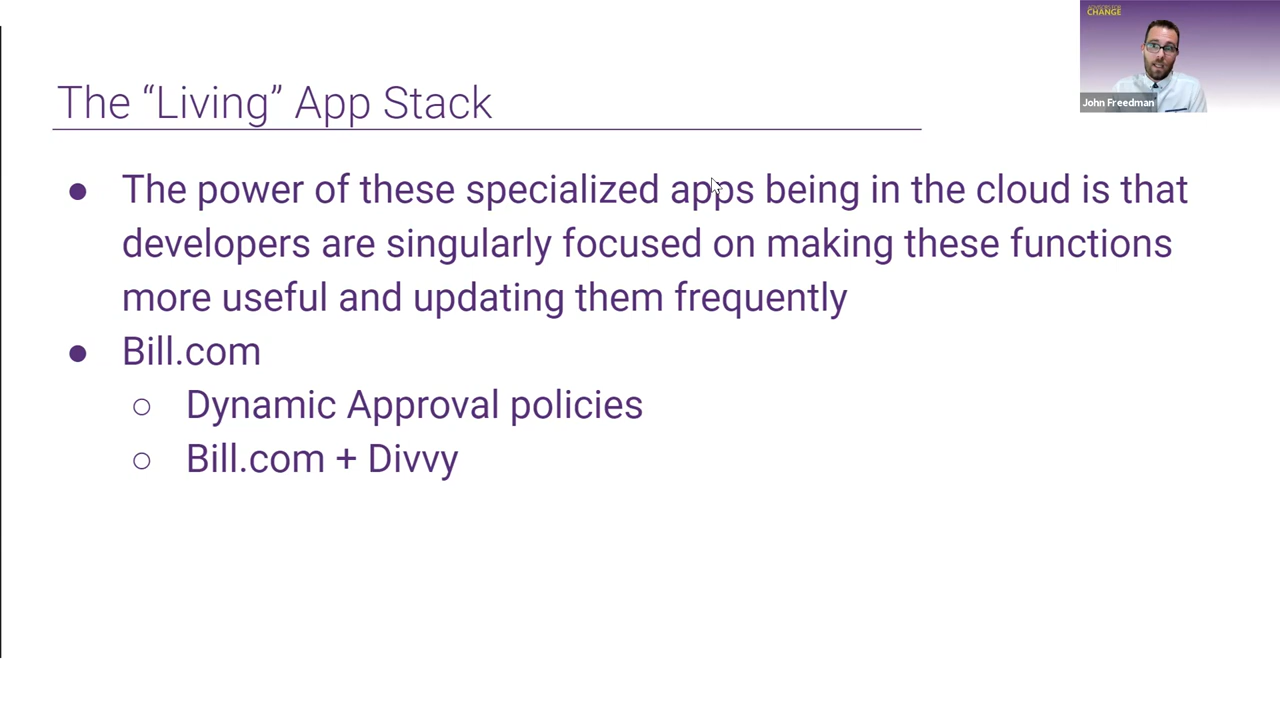 ADVISORS FOR
CHANGE
John Freedman
The “Living” App Stack
● The power of these specialized apps being in the cloud is that
developers are singularly focused on making these functions
more useful and updating them frequently
● Bill.com
○ Dynamic Approval policies
○ Bill.com + Divvy